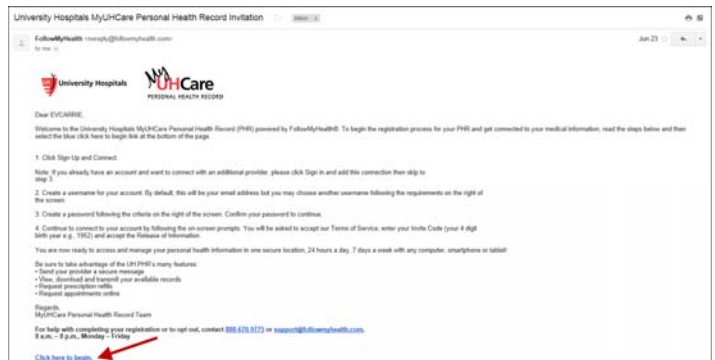 University Hospitals MyUHCare Personal Health Record Invitation
Inbox x
FollowMyHealth <noreply@followmyhealth.com>
to me
Jun 23
University Hospitals
My UHCare
PERSONAL HEALTH RECORD
Dear EVCARRIE,
Welcome to the University Hospitals MyUHCare Personal Health Record (PHR) powered by FollowMyHealth®. To begin the registration process for your PHR and get connected to your medical information, read the steps below and then
select the blue click here to begin link at the bottom of the page.
1. Click Sign Up and Connect.
Note: If you already have an account and want to connect with an additional provider, please click Sign in and add this connection then skip to
step 3.
2. Create a username for your account. By default, this will be your email address but you may choose another username following the requirements on the right of
the screen.
3. Create a password following the criteria on the right of the screen. Confirm your password to continue.
4. Continue to connect to your account by following the on-screen prompts. You will be asked to accept our Terms of Service, enter your Invite Code (your 4 digit
birth year e.g., 1952) and accept the Release of Information.
You are now ready to access and manage your personal health information in one secure location, 24 hours a day, 7 days a week with any computer, smartphone or tablet!
Be sure to take advantage of the UH PHR's many features:
• Send your provider a secure message
• View, download and transmit your available records
• Request prescription refills
• Request appointments online
Regards,
MyUHCare Personal Health Record Team
For help with completing your registration or to opt out, contact 888.670.9775 or support@followmyhealth.com,
8 a.m. – 8 p.m., Monday – Friday
Click here to begin.